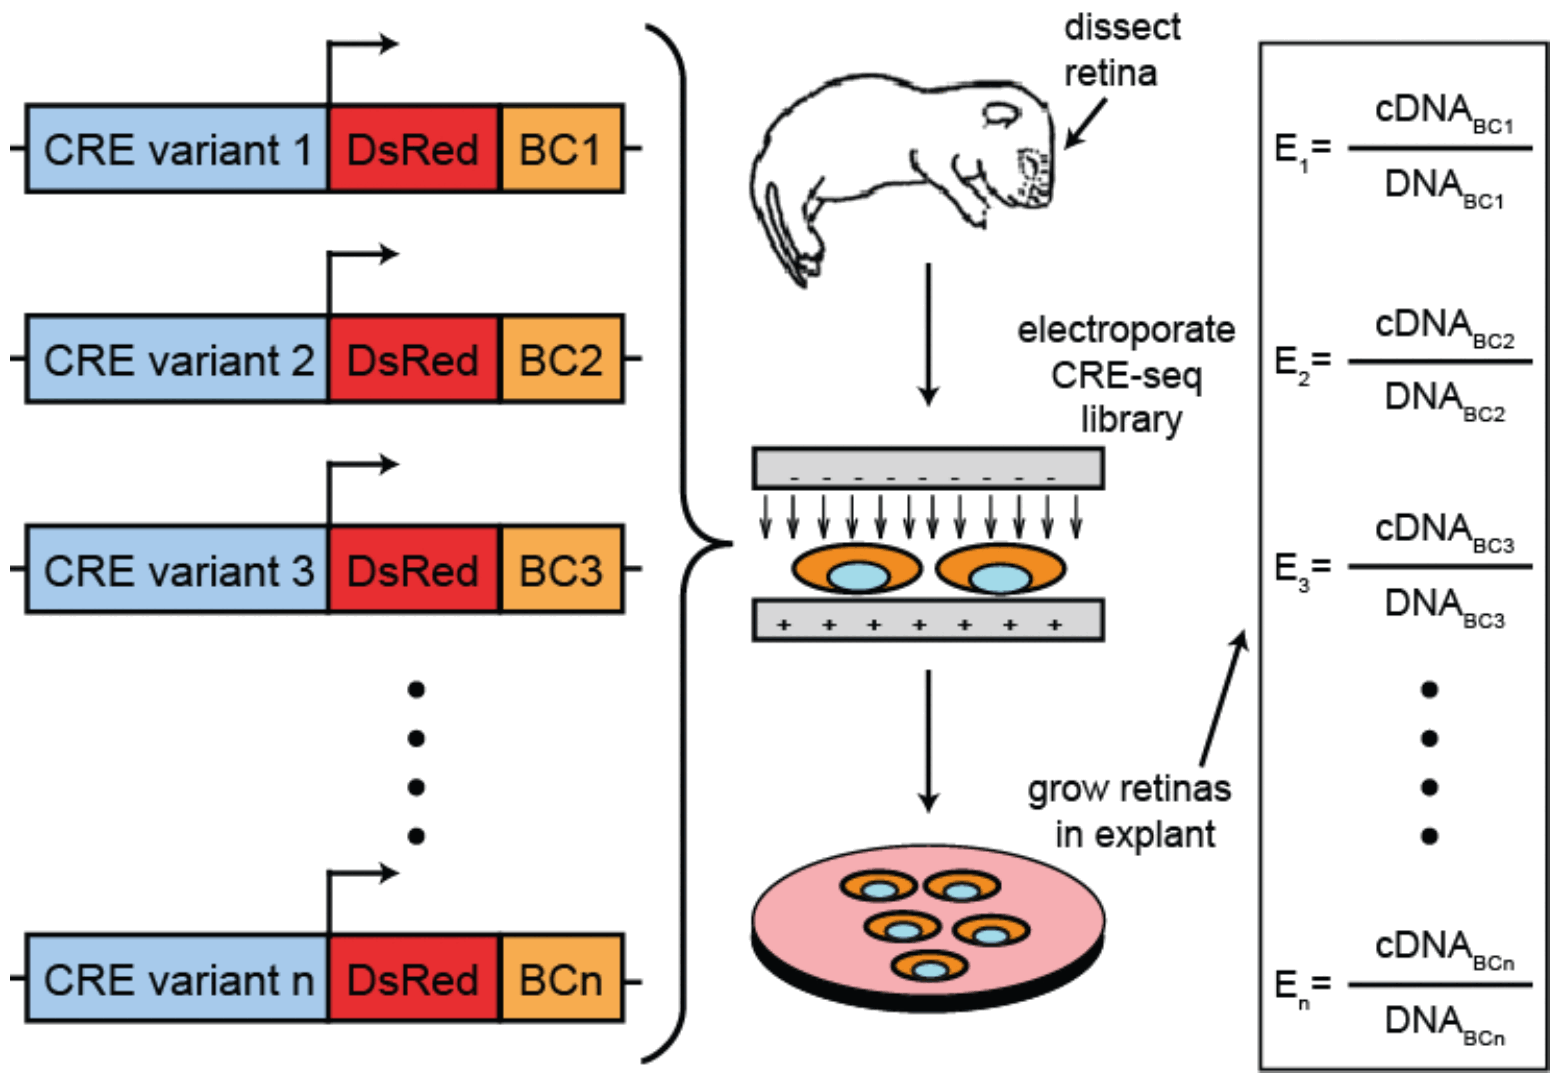 CRE variant 1 DsRed BC1
CRE variant 2 DsRed BC2
CRE variant 3 DsRed BC3
CRE variant n DsRed BCn
dissect
retina
electroporate
CRE-seq
library
- - - - - - - - - -
+ + + + + + +
grow retinas
in explant
E1= cDNABC1
DNABC1
E2= cDNABC2
DNABC2
E3= cDNABC3
DNABC3
En= cDNABCn
DNABCn